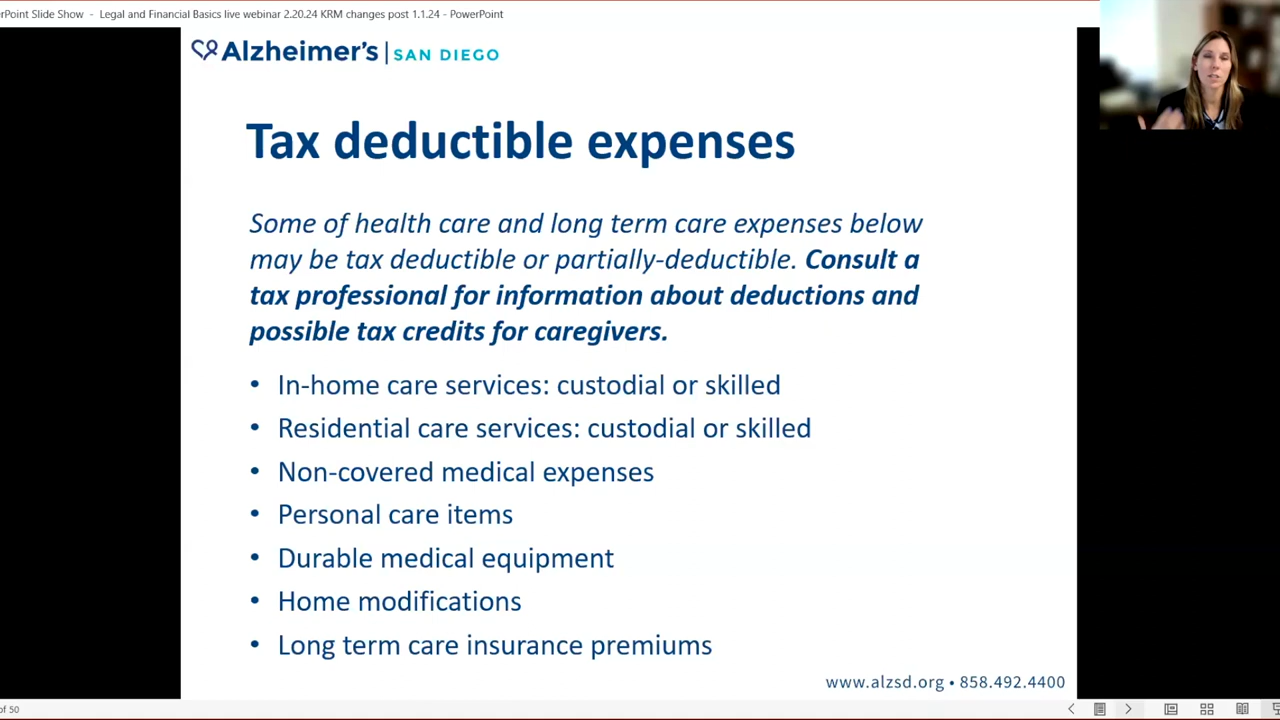 rPoint Slide Show - Legal and Financial Basics live webinar 2.20.24 KRM changes post 1.1.24 - PowerPoint
Alzheimer's | SAN DIEGO
Tax deductible expenses
Some of health care and long term care expenses below
may be tax deductible or partially-deductible. Consult a
tax professional for information about deductions and
possible tax credits for caregivers.
• In-home care services: custodial or skilled
• Residential care services: custodial or skilled
• Non-covered medical expenses
• Personal care items
• Durable medical equipment
• Home modifications
• Long term care insurance premiums
www.alzsd.org • 858.492.4400
of 50